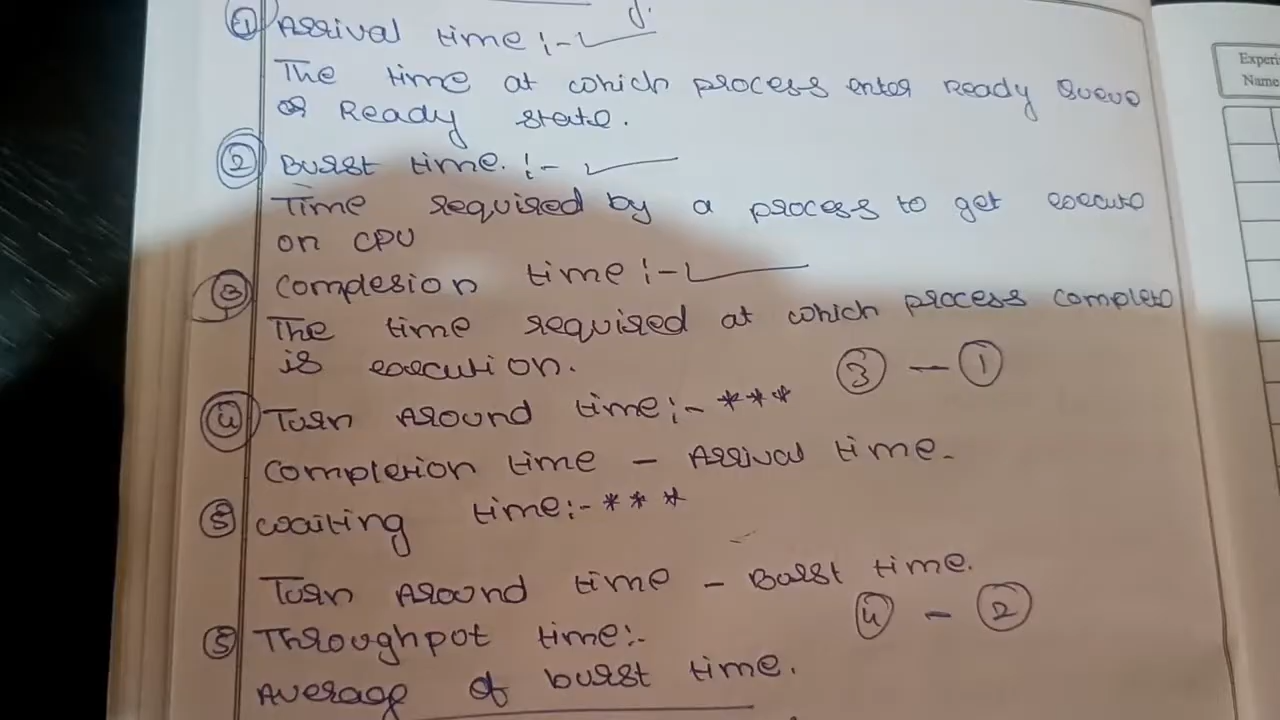 ① Arrival time :-
The time at which process enter Ready Queue
or Ready state.
② Burst time. :-
Time required by a process to get execute
on CPU
③ Complesion time :-
The time required at which process complete
is execution.
③ - ①
④ Turn Around time :- ***
Completion time - Arrival time.
⑤ waiting time :- ***
Turn Around time - Burst time.
④ - ②
⑤ Throughpot time :-
Average of burst time.
Experi
Name